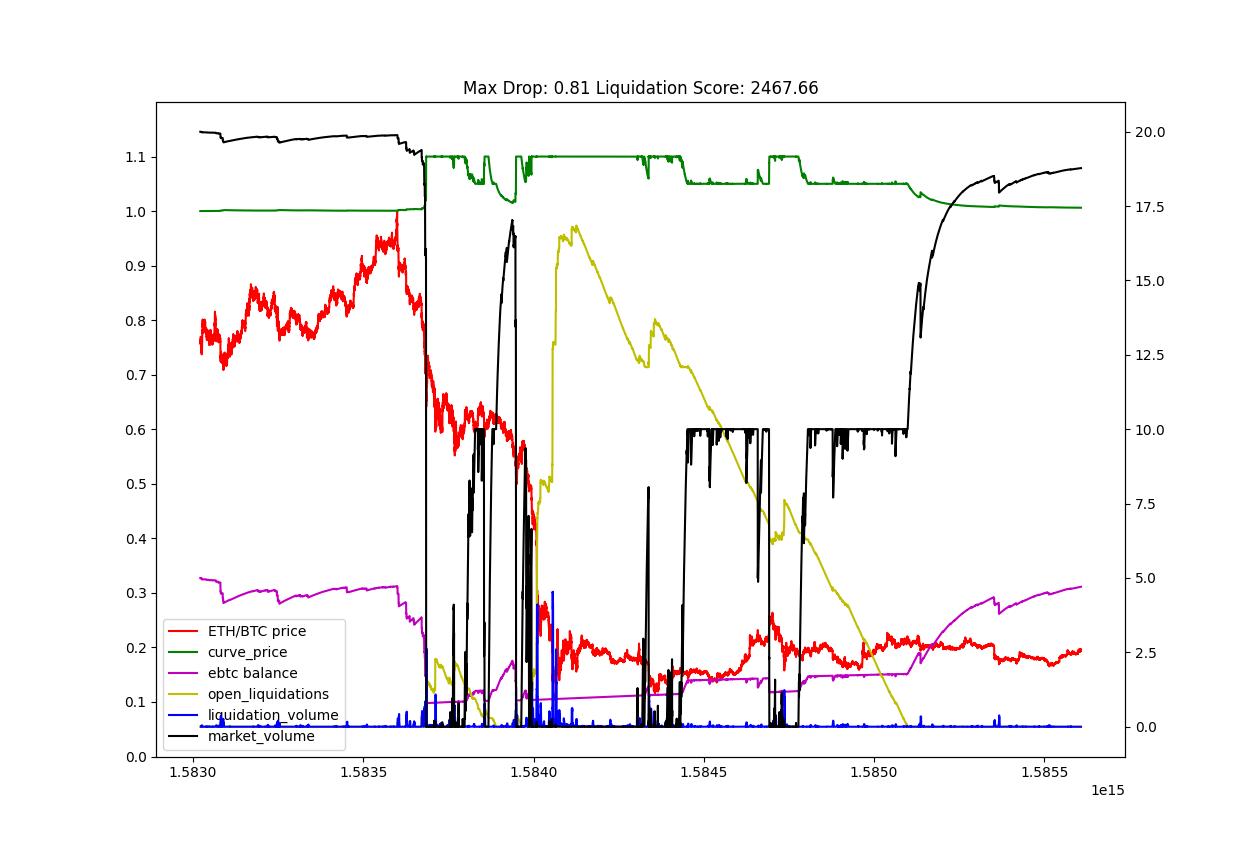 Max Drop: 0.81 Liquidation Score: 2467.66
1.1
1.0
0.9
0.8
0.7
0.6
0.5
0.4
0.3
0.2
0.1
0.0
20.0
17.5
15.0
12.5
10.0
7.5
5.0
2.5
0.0
ETH/BTC price
curve_price
ebtc balance
open_liquidations
liquidation_volume
market_volume
1.5830 1.5835 1.5840 1.5845 1.5850 1.5855
1e15